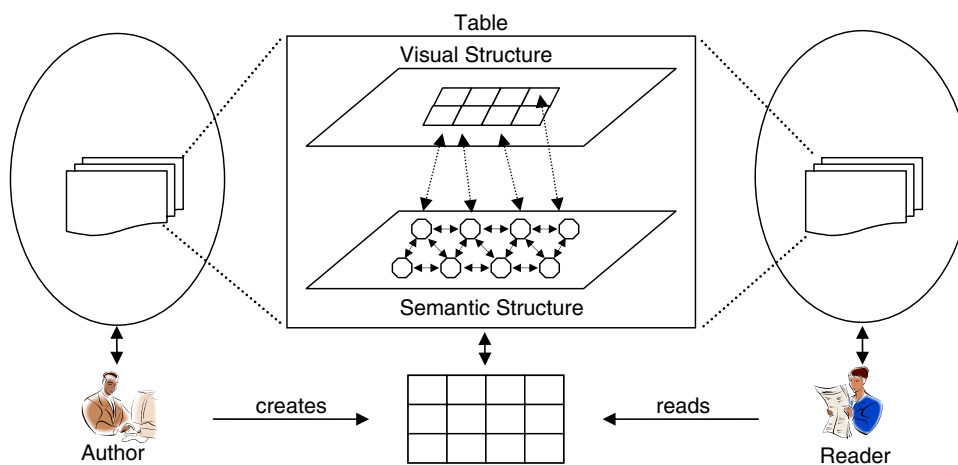 Table
Visual Structure
Semantic Structure
creates
reads
Author
Reader